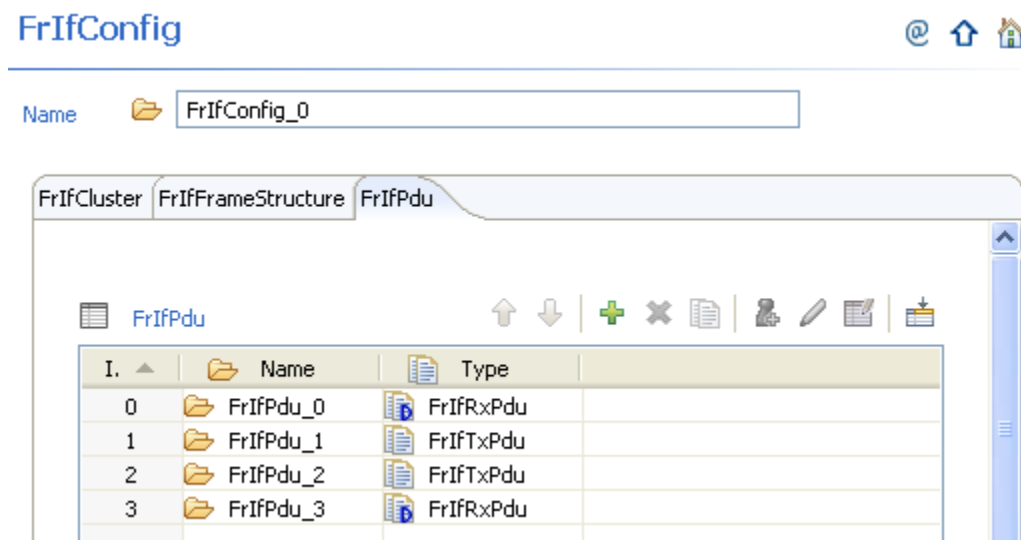 FrIfConfig
@
Name FrIfConfig_0
FrIfCluster FrIfFrameStructure FrIfPdu
FrIfPdu
I. Name Type
0 FrIfPdu_0 FrIfRxPdu
1 FrIfPdu_1 FrIfTxPdu
2 FrIfPdu_2 FrIfTxPdu
3 FrIfPdu_3 FrIfRxPdu